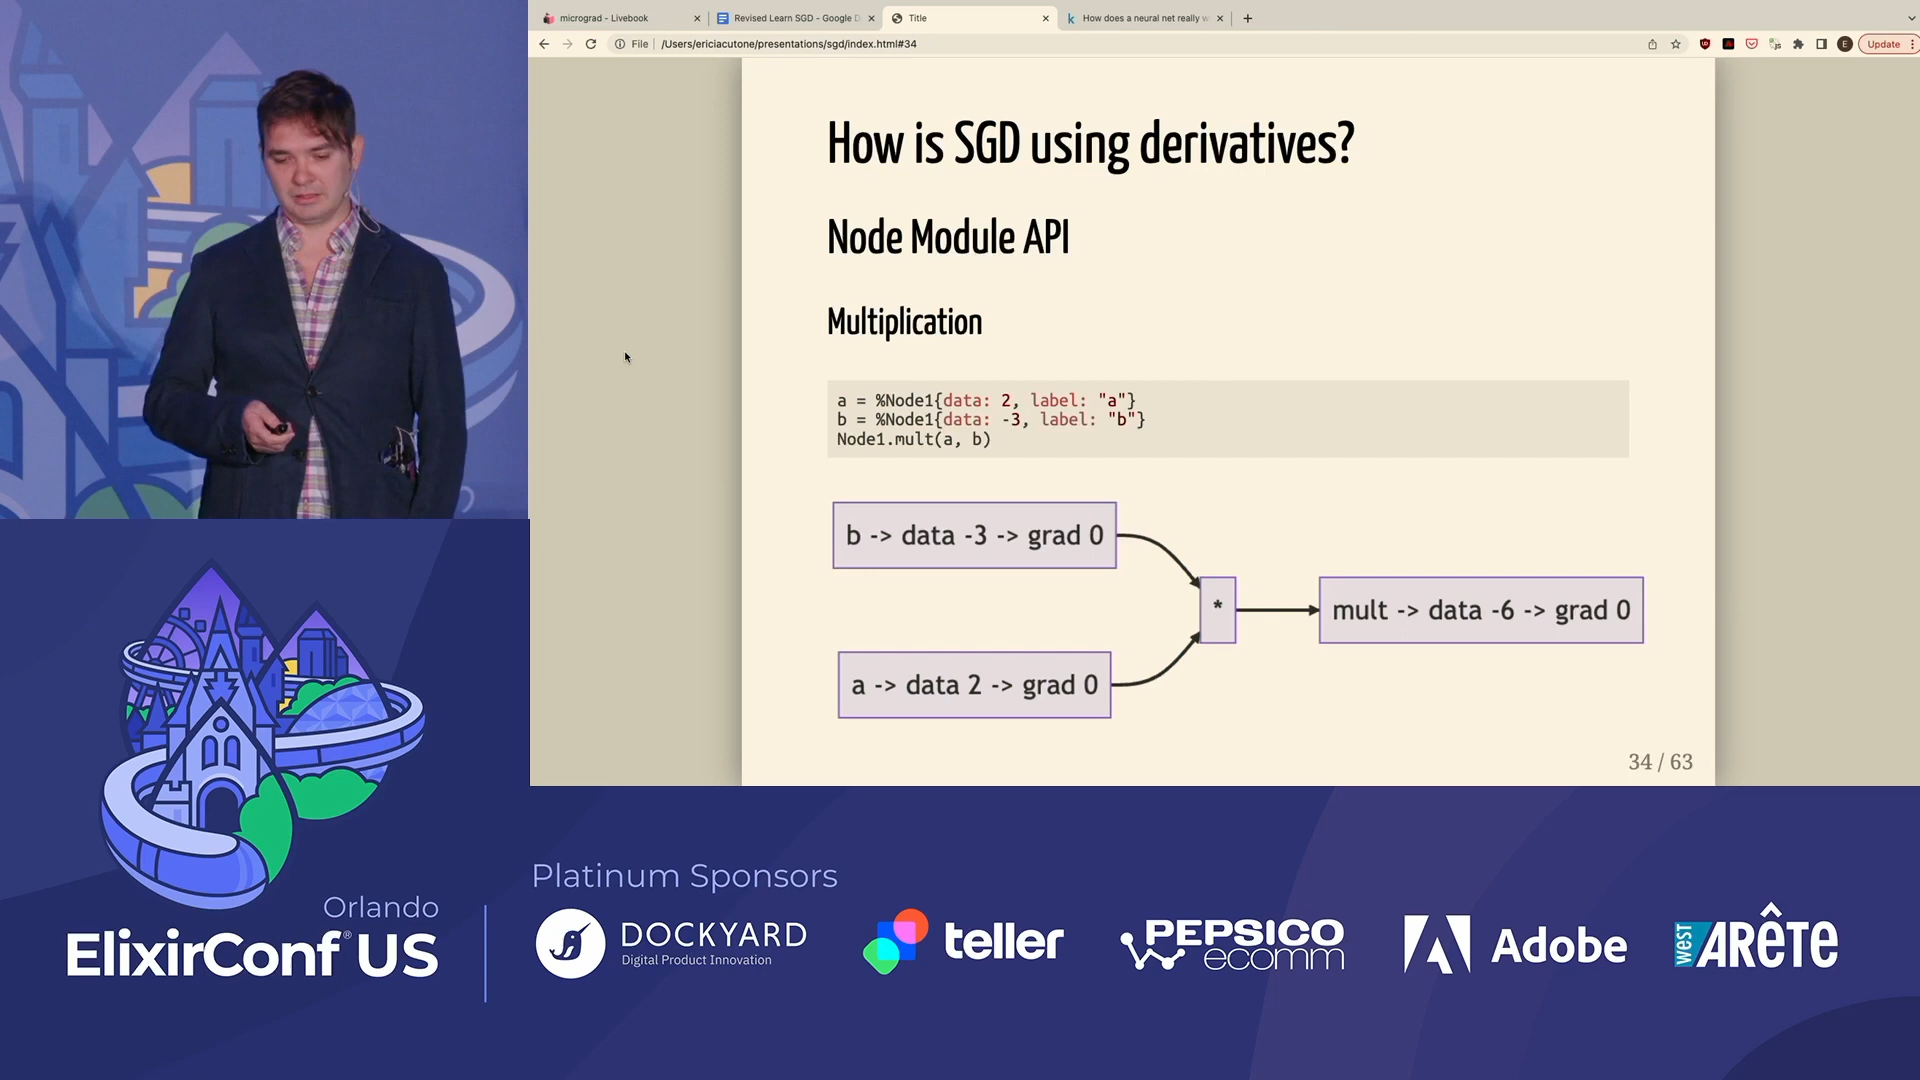 micrograd - Livebook
Revised Learn SGD - Google D
Title
How does a neural net really w
File
/Users/ericiacutone/presentations/sgd/index.html#34
E
Update
How is SGD using derivatives?
Node Module API
Multiplication
a = %Node1{data: 2, label: "a"}
b = %Node1{data: -3, label: "b"}
Node1.mult(a, b)
b -> data -3 -> grad 0
*
mult -> data -6 -> grad 0
a -> data 2 -> grad 0
34 / 63
Orlando
ElixirConf® US
Platinum Sponsors
DOCKYARD
Digital Product Innovation
teller
PEPSICO
ecomm
Adobe
west ARÊTE